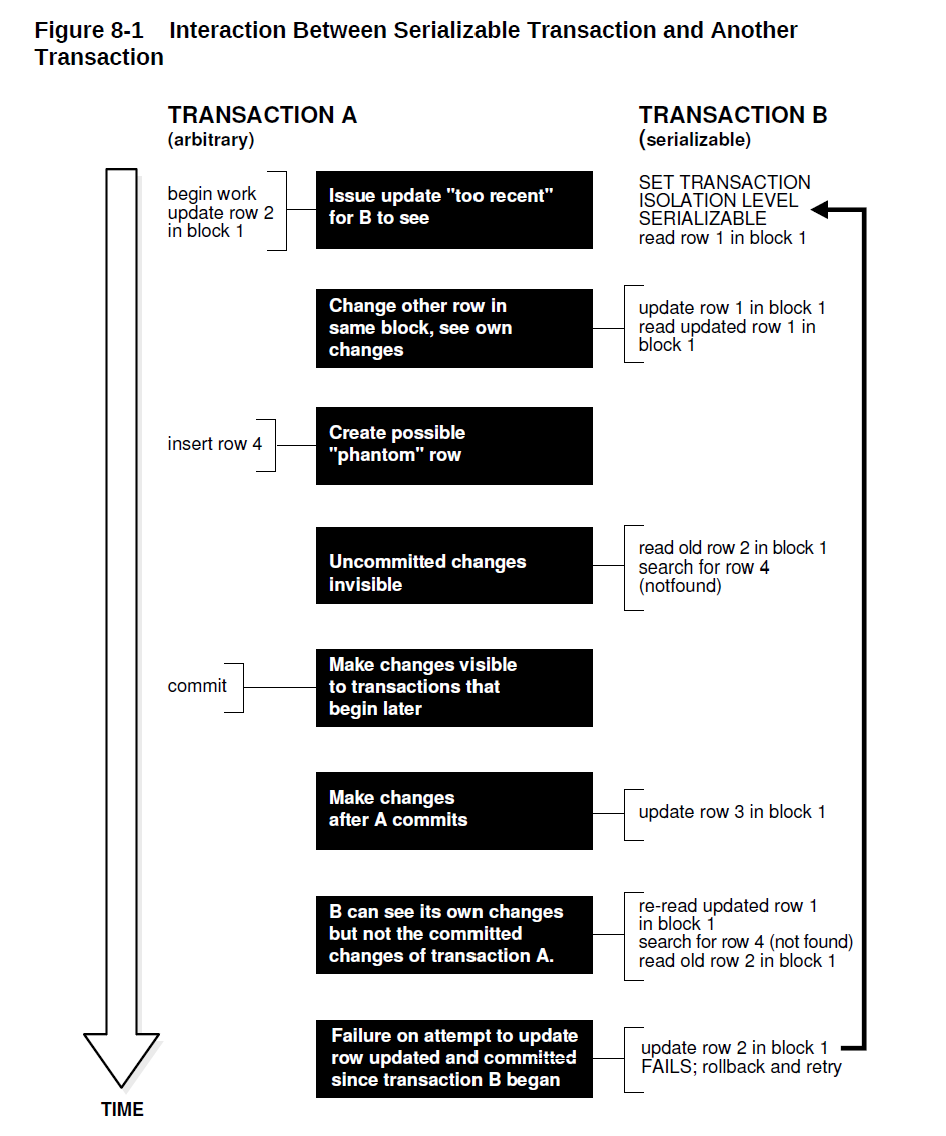 Figure 8-1 Interaction Between Serializable Transaction and Another
Transaction
TRANSACTION A
(arbitrary)
TRANSACTION B
(serializable)
begin work
update row 2
in block 1
Issue update "too recent"
for B to see
SET TRANSACTION
ISOLATION LEVEL
SERIALIZABLE
read row 1 in block 1
Change other row in
same block, see own
changes
update row 1 in block 1
read updated row 1 in
block 1
insert row 4
Create possible
"phantom" row
Uncommitted changes
invisible
read old row 2 in block 1
search for row 4
(notfound)
commit
Make changes visible
to transactions that
begin later
Make changes
after A commits
update row 3 in block 1
B can see its own changes
but not the committed
changes of transaction A.
re-read updated row 1
in block 1
search for row 4 (not found)
read old row 2 in block 1
Failure on attempt to update
row updated and committed
since transaction B began
update row 2 in block 1
FAILS; rollback and retry
TIME